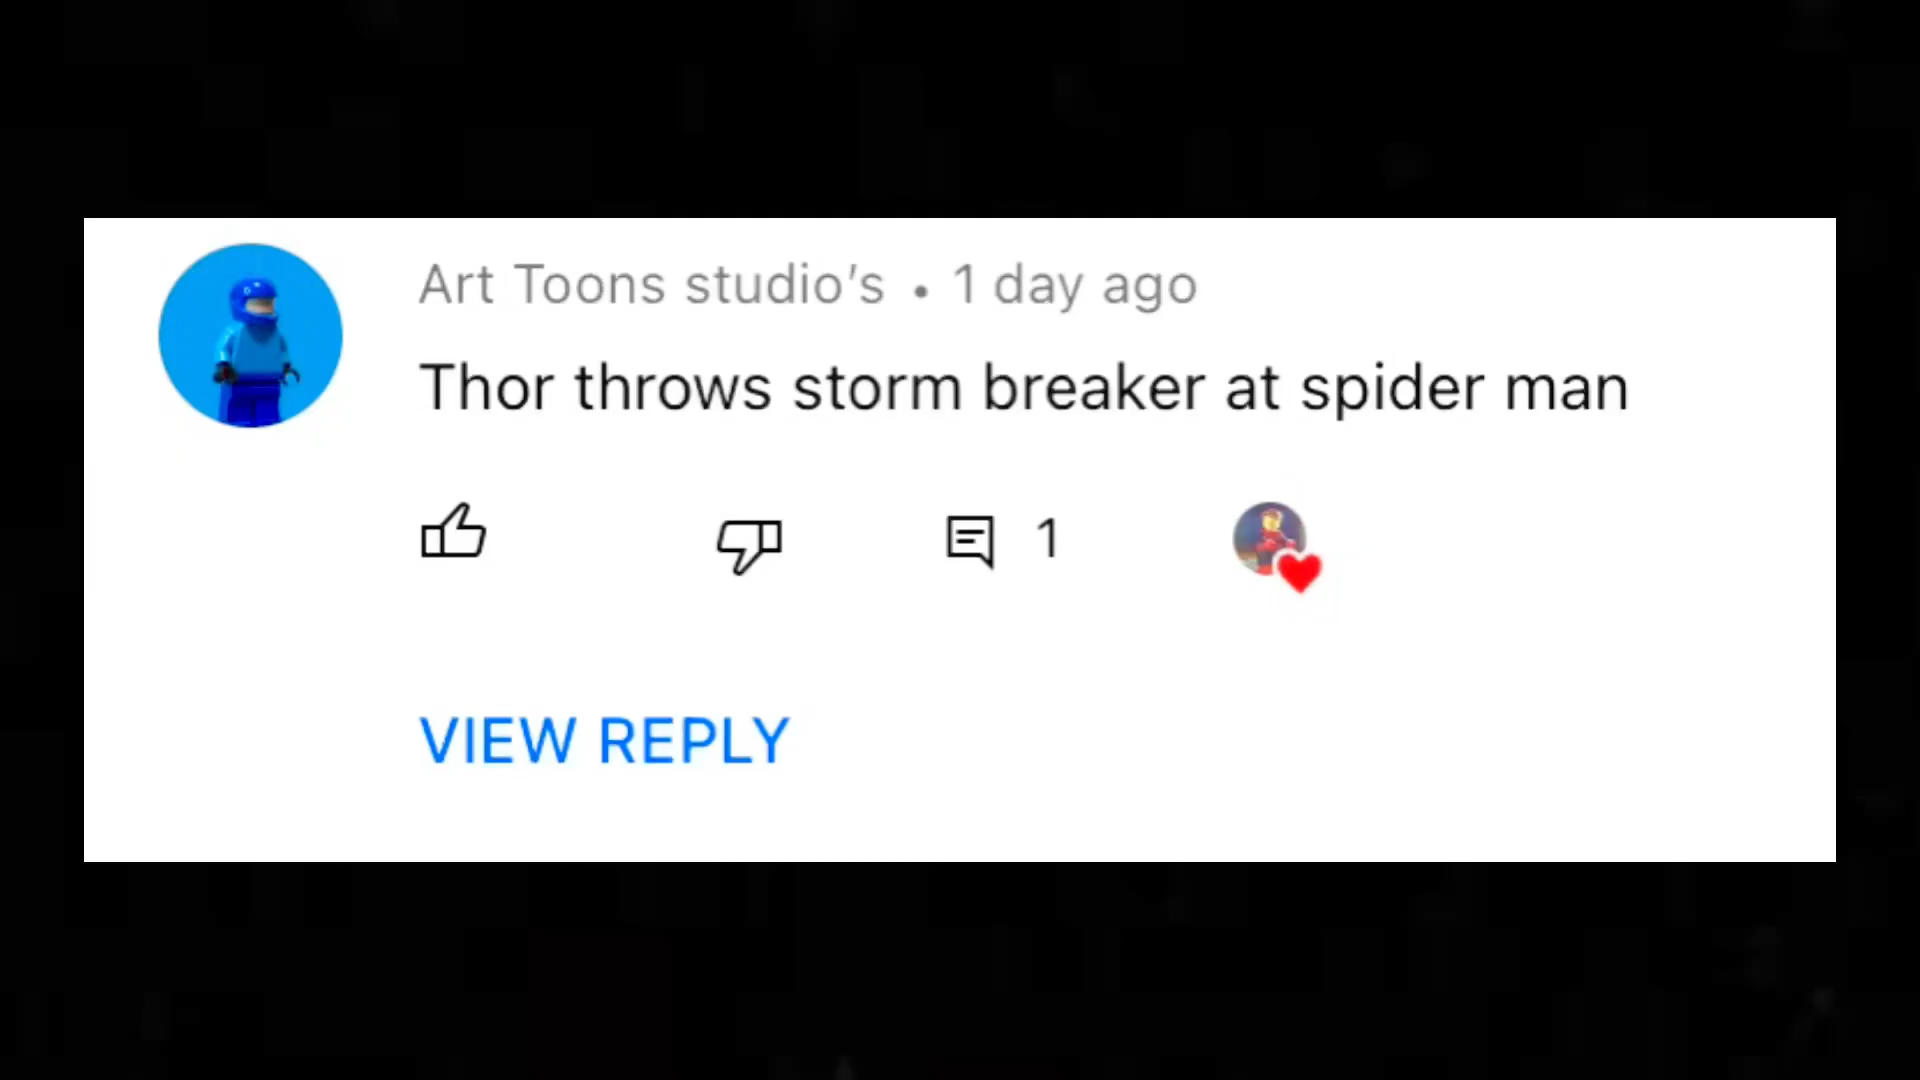 Art Toons studio's • 1 day ago
Thor throws storm breaker at spider man
1
VIEW REPLY